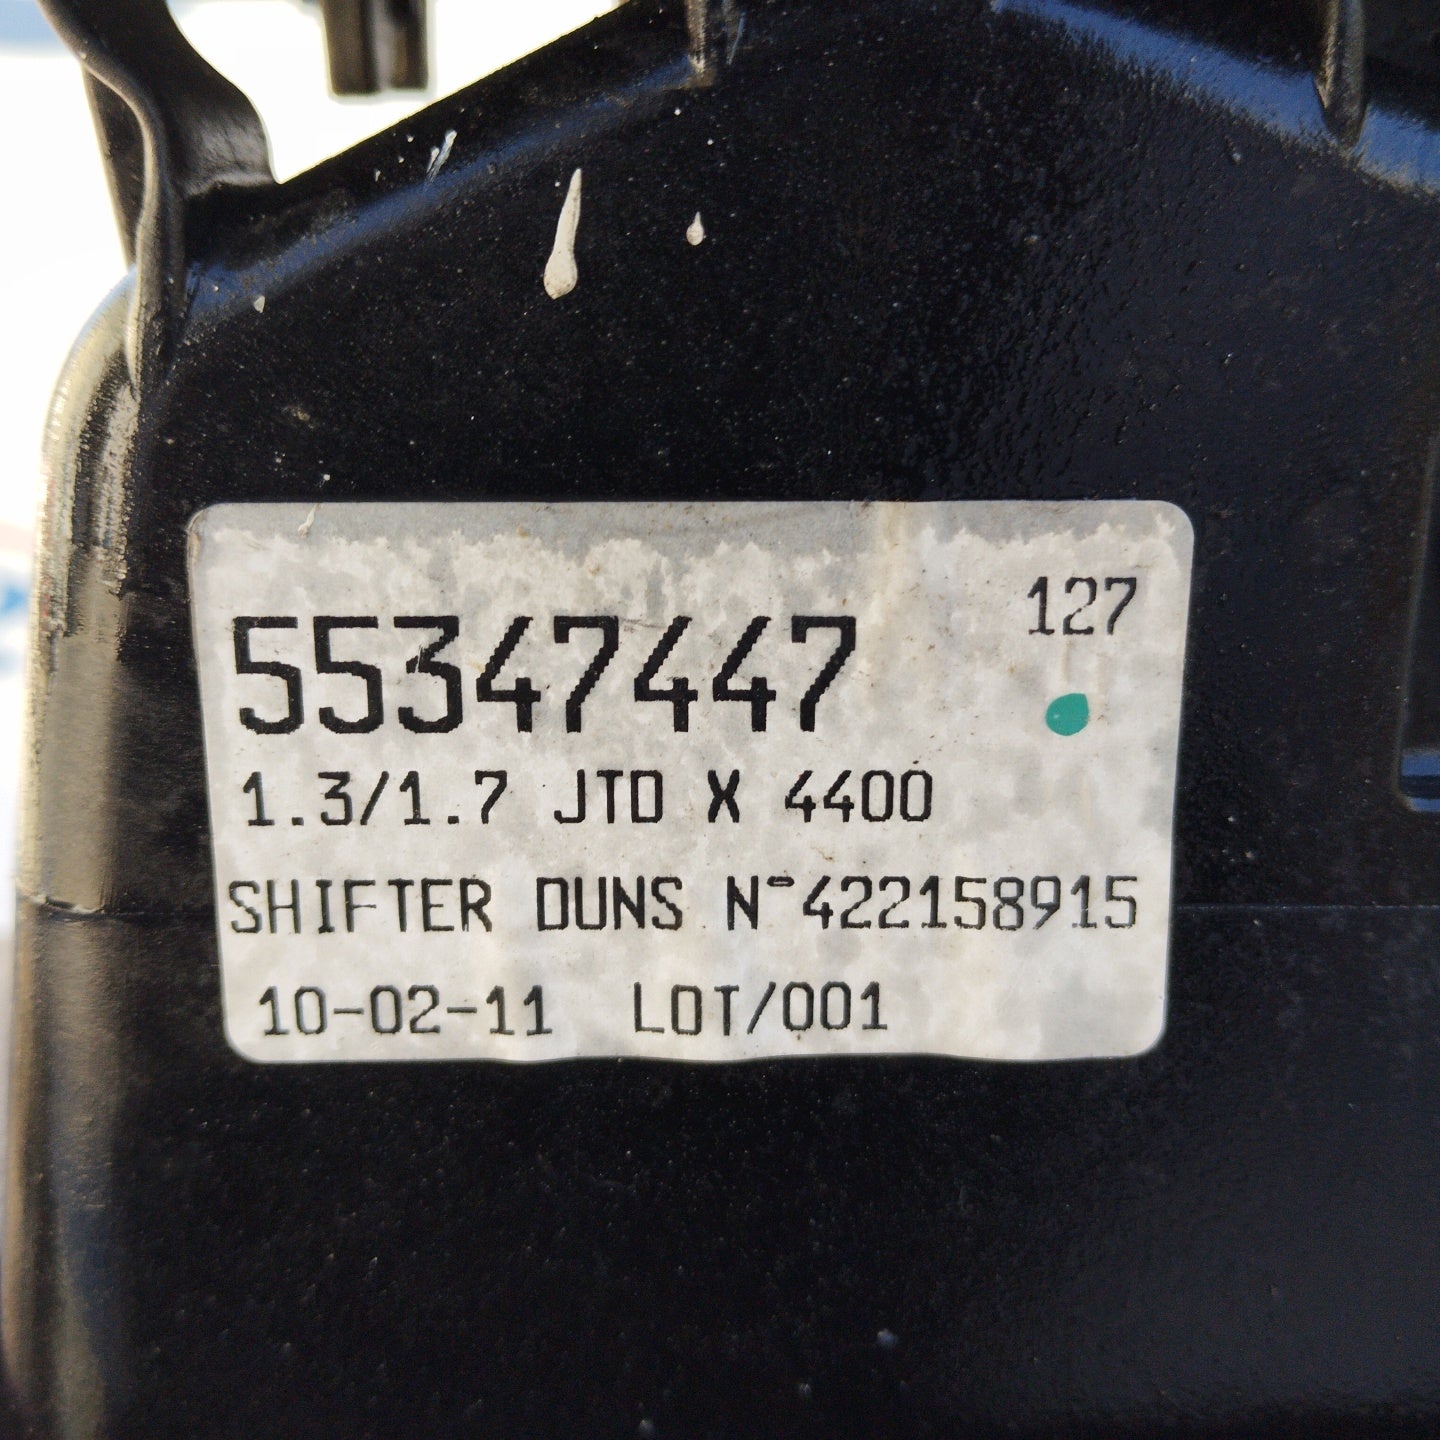 127
55347447
1.3/1.7 JTD X 4400
SHIFTER DUNS N°422158915
10-02-11 LOT/001